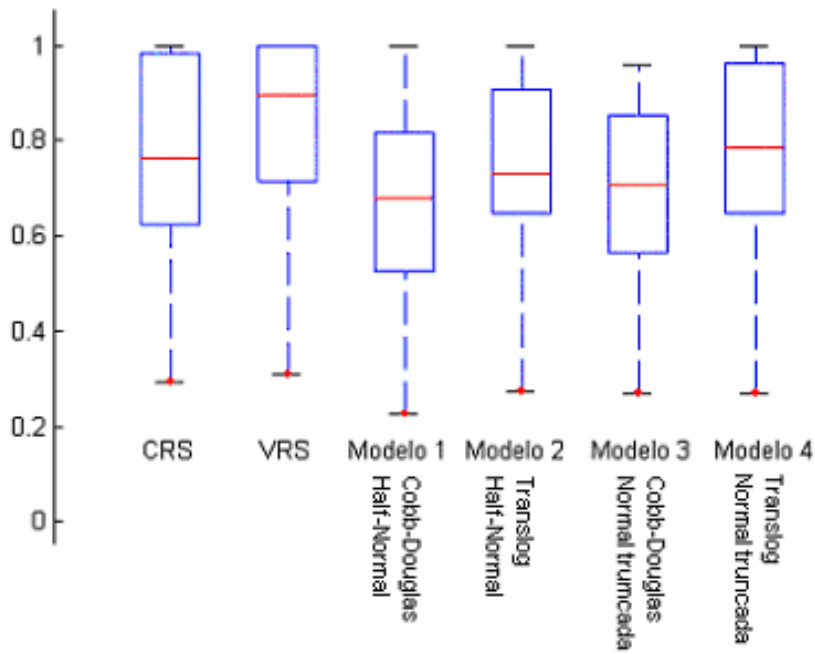 1
0.8
0.6
0.4
0.2
0
CRS
VRS
Modelo 1
Modelo 2
Modelo 3
Modelo 4
Cobb-Douglas
Half-Normal
Translog
Half-Normal
Cobb-Douglas
Normal trumcada
Translog
Normal truncada